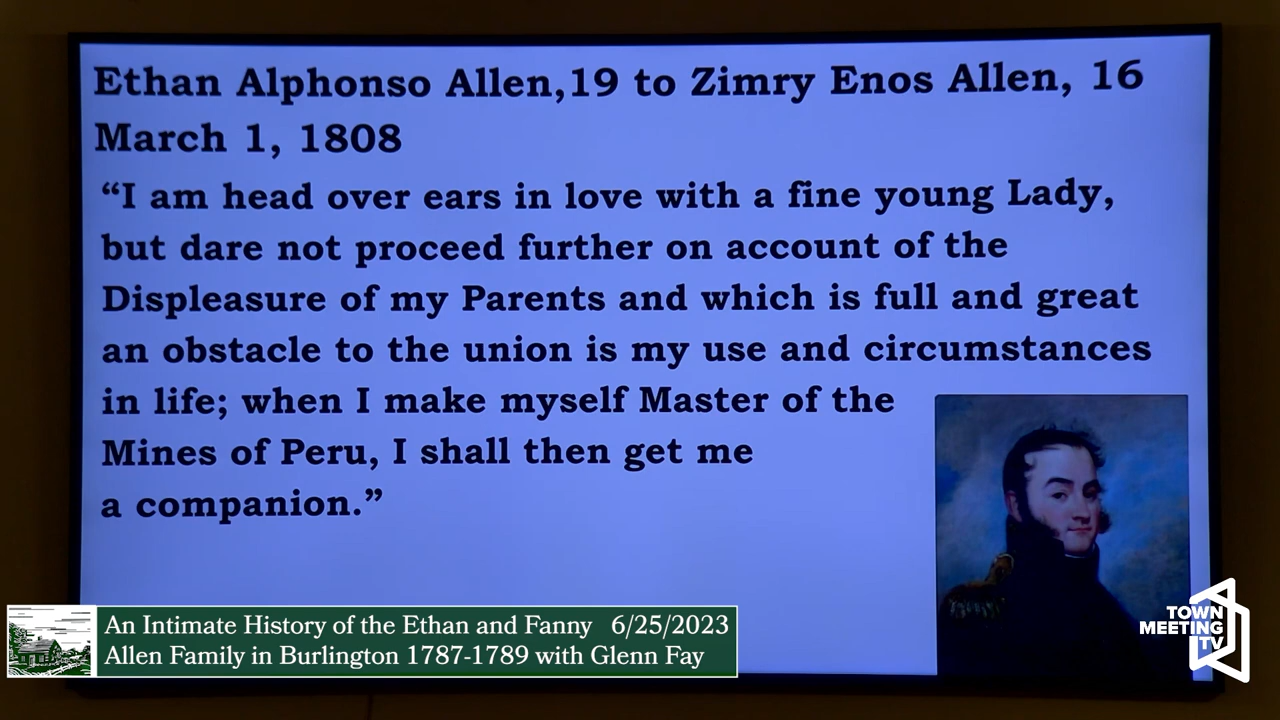 Ethan Alphonso Allen,19 to Zimry Enos Allen, 16
March 1, 1808
“I am head over ears in love with a fine young Lady,
but dare not proceed further on account of the
Displeasure of my Parents and which is full and great
an obstacle to the union is my use and circumstances
in life; when I make myself Master of the
Mines of Peru, I shall then get me
a companion.”
An Intimate History of the Ethan and Fanny 6/25/2023
Allen Family in Burlington 1787-1789 with Glenn Fay
TOWN
MEETING
TV